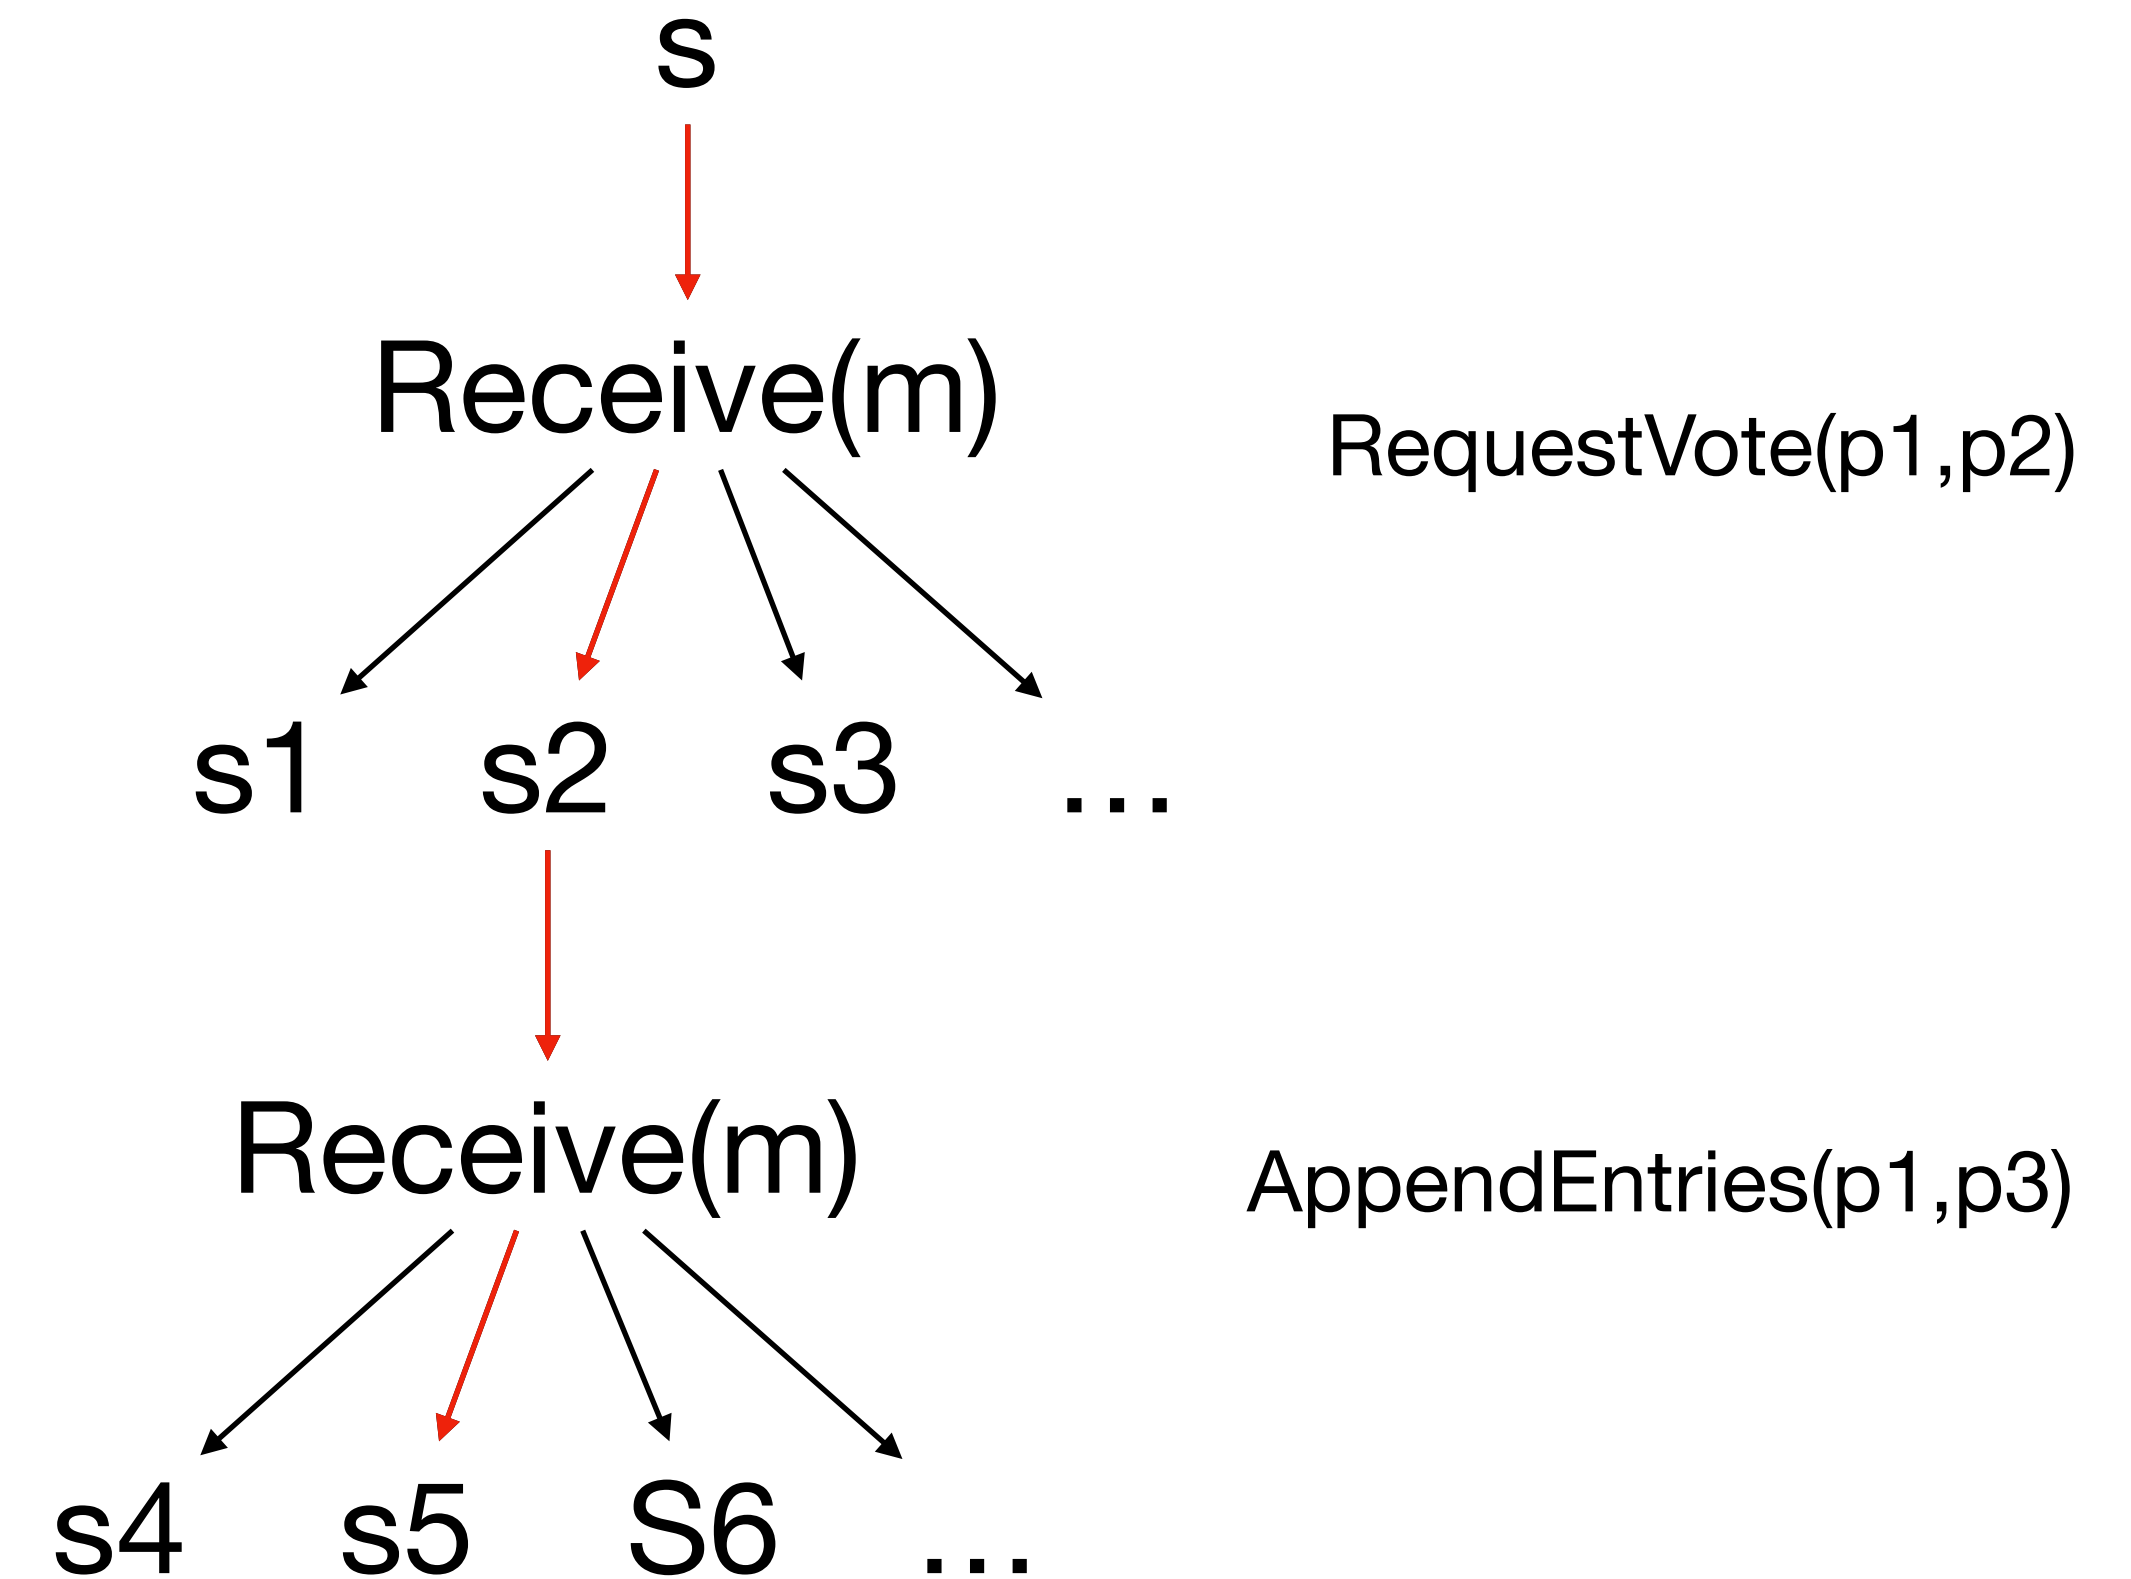 s
Receive(m)
RequestVote(p1,p2)
s1 s2 s3 ...
Receive(m)
AppendEntries(p1,p3)
s4 s5 S6 ...